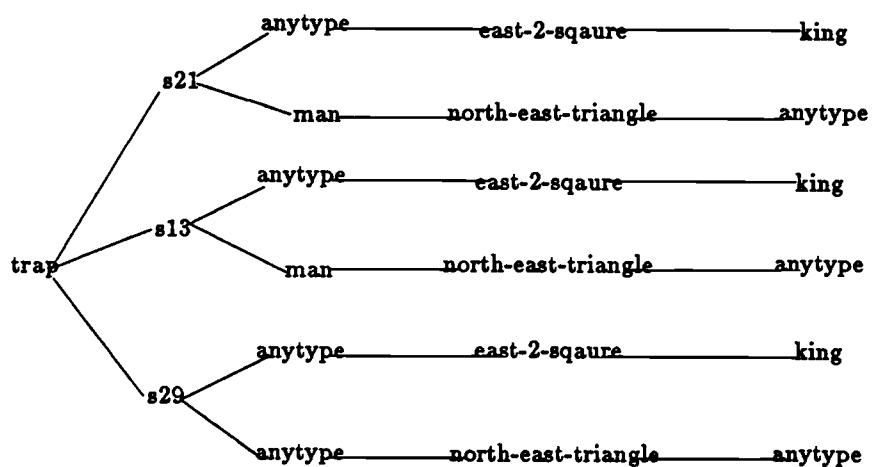 anytype east-2-sqaure king
s21
man north-east-triangle anytype
anytype east-2-sqaure king
s13
trap man north-east-triangle anytype
anytype east-2-sqaure king
s29
anytype north-east-triangle anytype